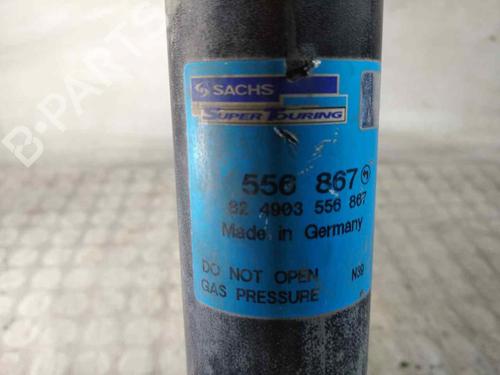 B-PARTS
SACHS
SUPER TOURING
556 867
82 4903 556 867
Made in Germany
DO NOT OPEN N39
GAS PRESSURE